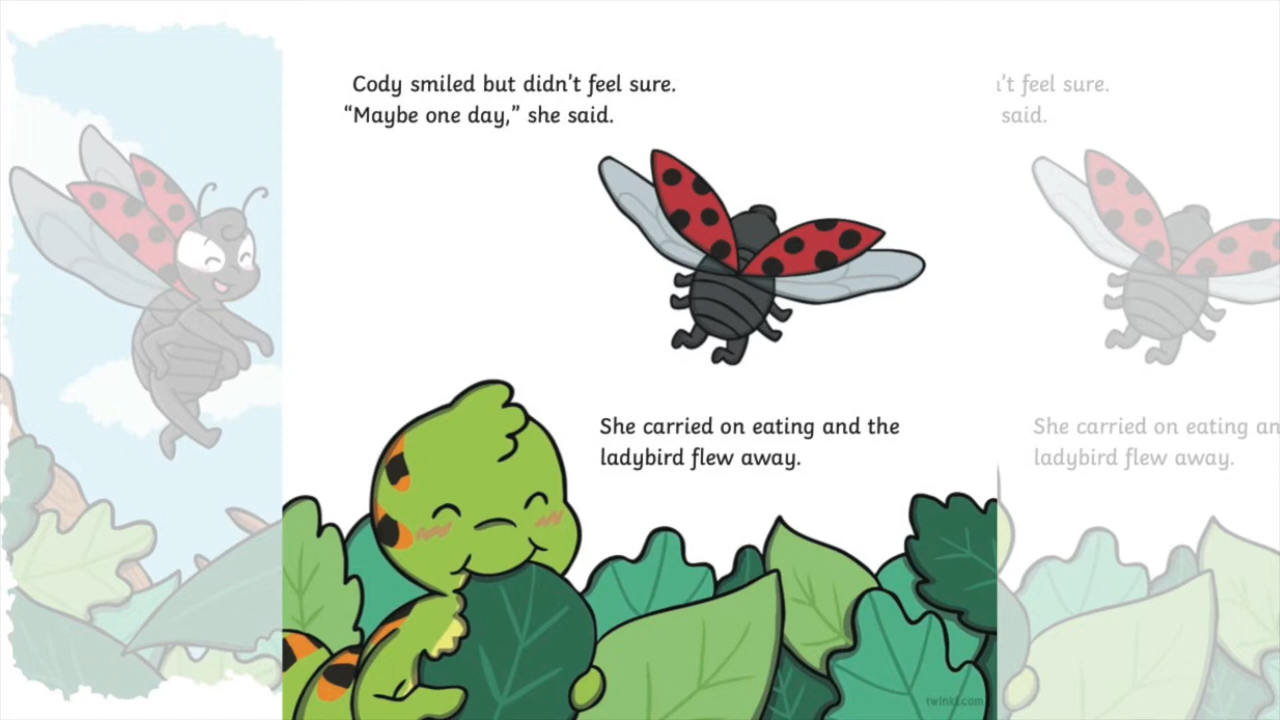 Cody smiled but didn't feel sure.
“Maybe one day,” she said.
't feel sure.
said.
She carried on eating and the
ladybird flew away.
She carried on eating an
ladybird flew away.
twinkl.com